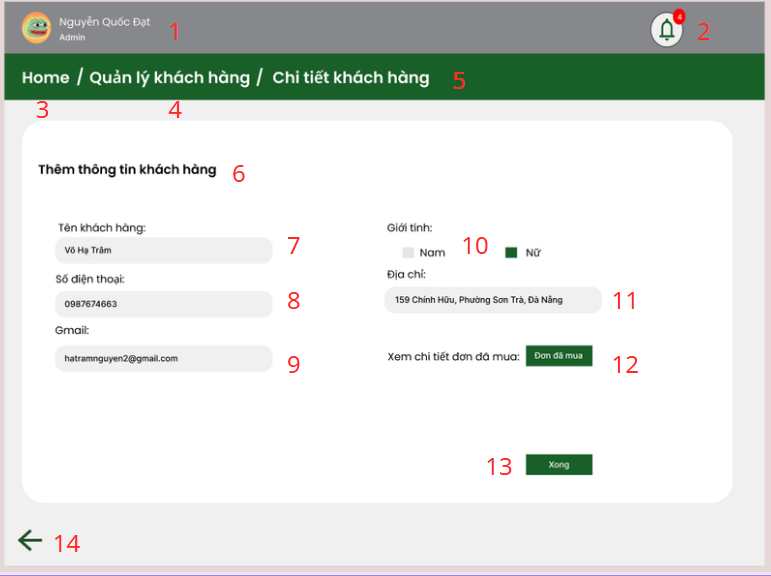 Nguyễn Quốc Đạt
Admin
1
4
2
Home / Quản lý khách hàng / Chi tiết khách hàng
5
3
4
Thêm thông tin khách hàng
6
Tên khách hàng:
Võ Hạ Trâm
7
Số điện thoại:
0987674663
8
Gmail:
hatramnguyen2@gmail.com
9
Giới tính:
Nam
10
Nữ
Địa chỉ:
159 Chính Hữu, Phường Sơn Trà, Đà Nẵng
11
Xem chi tiết đơn đã mua:
Đơn đã mua
12
13
Xong
14